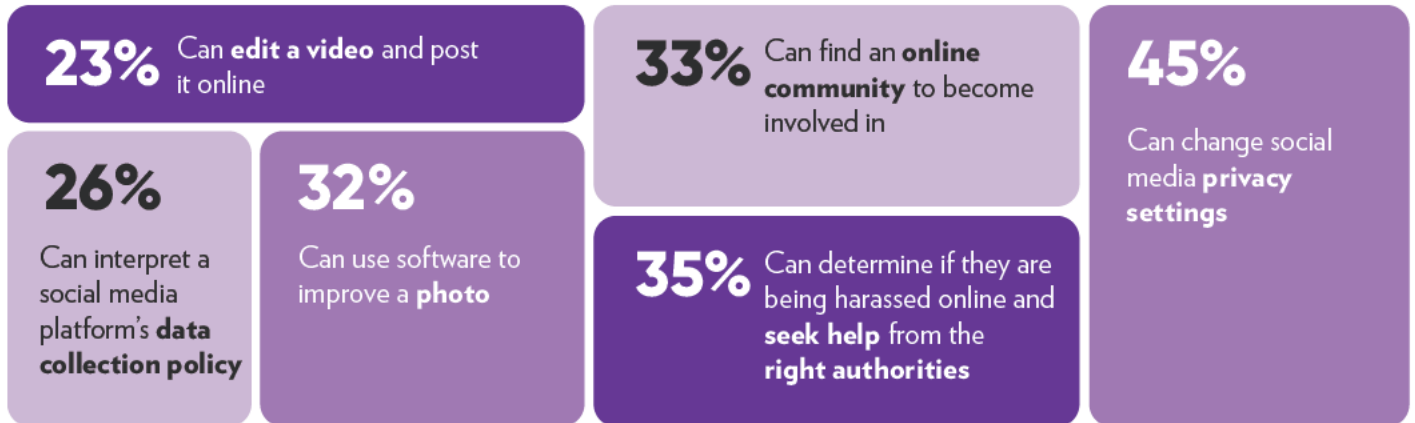 23%
Can edit a video and post
it online
26%
Can interpret a
social media
platform's data
collection policy
32%
Can use software to
improve a photo
33%
Can find an online
community to become
involved in
35%
Can determine if they are
being harassed online and
seek help from the
right authorities
45%
Can change social
media privacy
settings